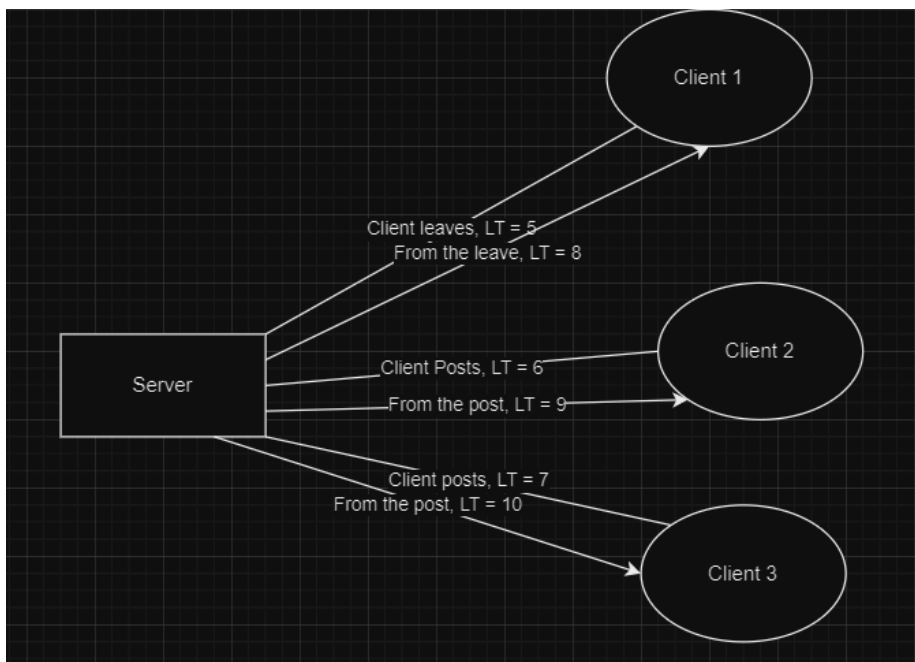 Client 1
Client leaves, LT = 5
From the leave, LT = 8
Client 2
Client Posts, LT = 6
Server
From the post, LT = 9
Client posts, LT = 7
From the post, LT = 10
Client 3